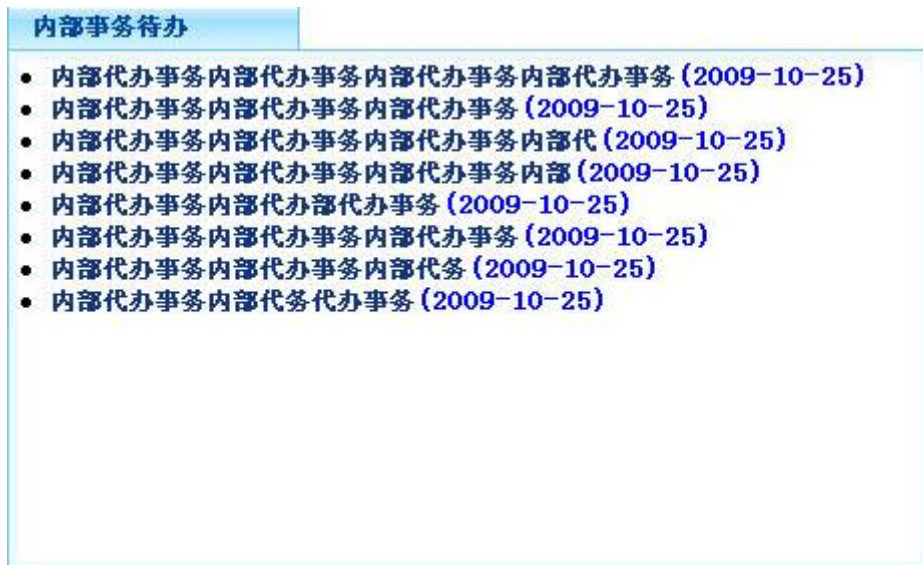 内部事务待办
内部代办事务内部代办事务内部代办事务内部代办事务(2009-10-25)
内部代办事务内部代办事务内部代办事务(2009-10-25)
内部代办事务内部代办事务内部代办事务内部代(2009-10-25)
内部代办事务内部代办事务内部代办事务内部(2009-10-25)
内部代办事务内部代办部代办事务(2009-10-25)
内部代办事务内部代办事务内部代办事务(2009-10-25)
内部代办事务内部代办事务内部代务(2009-10-25)
内部代办事务内部代务代办事务(2009-10-25)